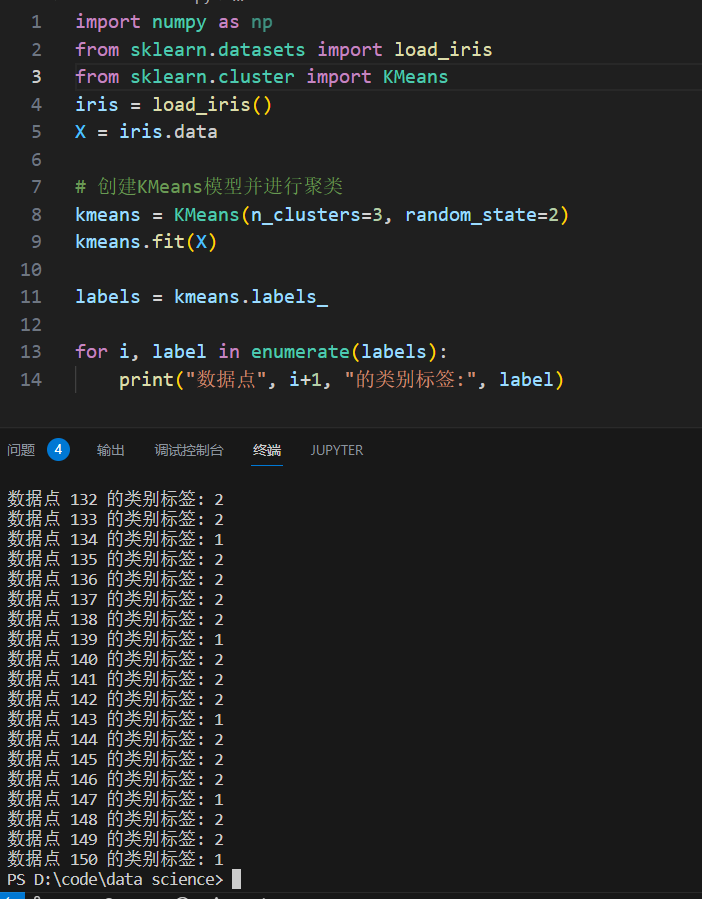 1 import numpy as np
2 from sklearn.datasets import load_iris
3 from sklearn.cluster import KMeans
4 iris = load_iris()
5 X = iris.data
6
7 # 创建KMeans模型并进行聚类
8 kmeans = KMeans(n_clusters=3, random_state=2)
9 kmeans.fit(X)
10
11 labels = kmeans.labels_
12
13 for i, label in enumerate(labels):
14     print("数据点", i+1, "的类别标签:", label)
问题 4 输出 调试控制台 终端 JUPYTER
数据点 132 的类别标签: 2
数据点 133 的类别标签: 2
数据点 134 的类别标签: 1
数据点 135 的类别标签: 2
数据点 136 的类别标签: 2
数据点 137 的类别标签: 2
数据点 138 的类别标签: 2
数据点 139 的类别标签: 1
数据点 140 的类别标签: 2
数据点 141 的类别标签: 2
数据点 142 的类别标签: 2
数据点 143 的类别标签: 1
数据点 144 的类别标签: 2
数据点 145 的类别标签: 2
数据点 146 的类别标签: 2
数据点 147 的类别标签: 1
数据点 148 的类别标签: 2
数据点 149 的类别标签: 2
数据点 150 的类别标签: 1
PS D:\code\data science>